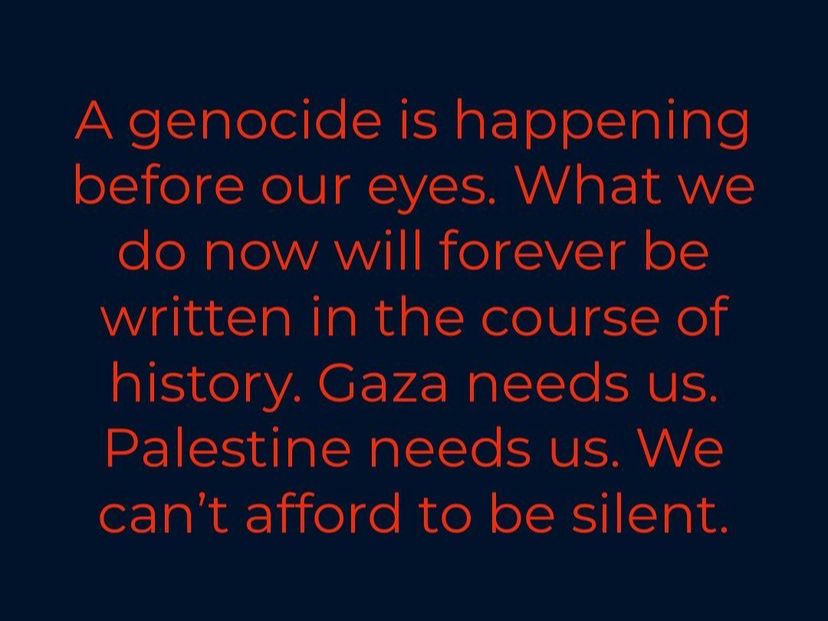 A genocide is happening
before our eyes. What we
do now will forever be
written in the course of
history. Gaza needs us.
Palestine needs us. We
can’t afford to be silent.